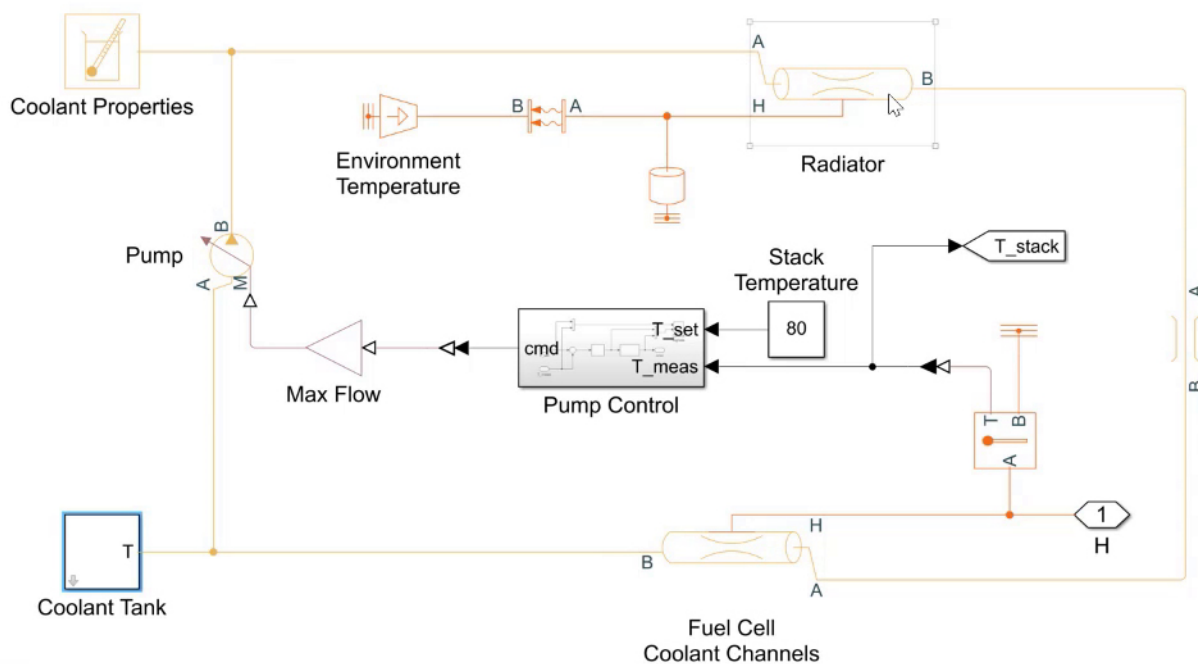 Coolant Properties
A
B
H
Radiator
B
A
Environment
Temperature
B
Pump
A
M
T_stack
Stack
Temperature
80
T_set
cmd
T_meas
Max Flow
Pump Control
A
B
T
B
A
T
Coolant Tank
H
1
H
B
A
Fuel Cell
Coolant Channels